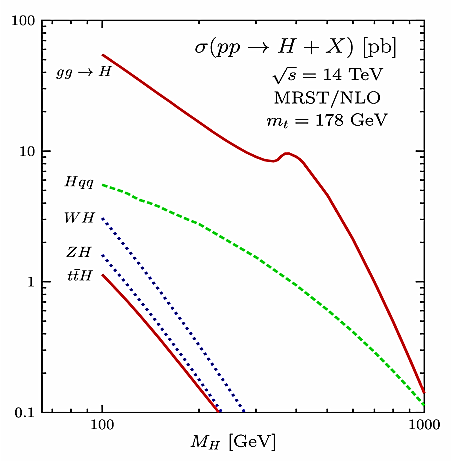 100
σ(pp → H + X) [pb]
gg → H
√s = 14 TeV
MRST/NLO
m_t = 178 GeV
10
Hqq
WH
ZH
tt̄H
1
0.1
100
1000
M_H [GeV]